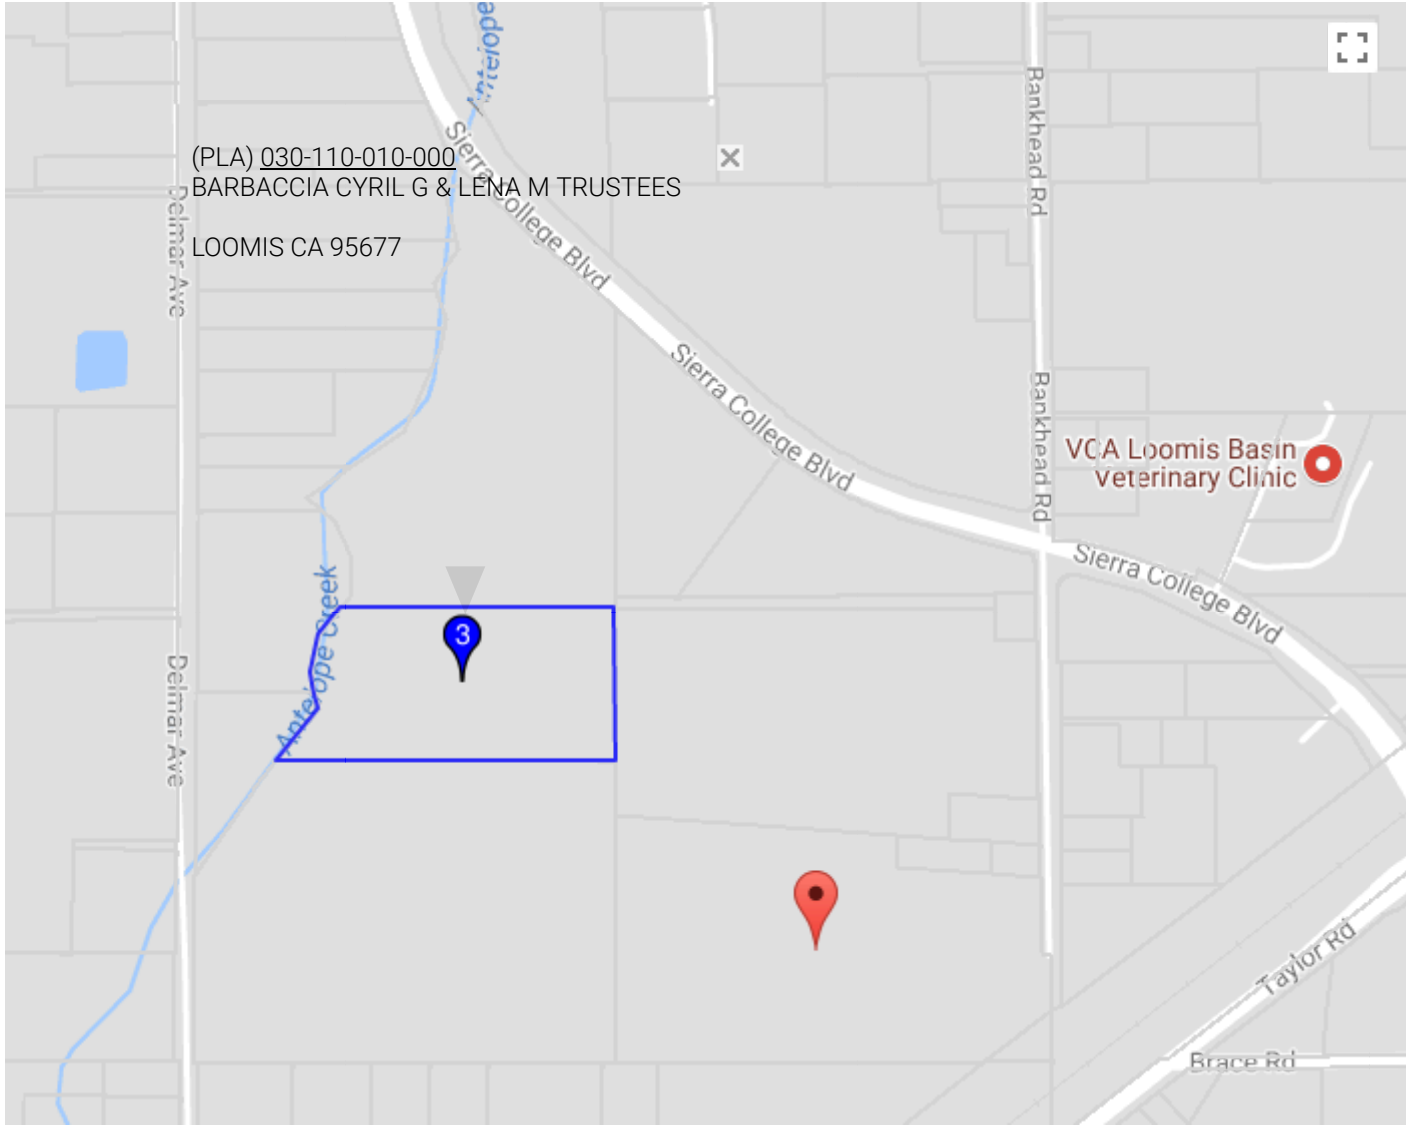 Antelope
(PLA) 030-110-010-000
BARBACCIA CYRIL G & LENA M TRUSTEES
LOOMIS CA 95677
Delmar Ave
Sierra College Blvd
Bankhead Rd
Sierra College Blvd
Bankhead Rd
VCA Loomis Basin
Veterinary Clinic
Sierra College Blvd
Antelope Creek
3
Delmar Ave
Taylor Rd
Brace Rd